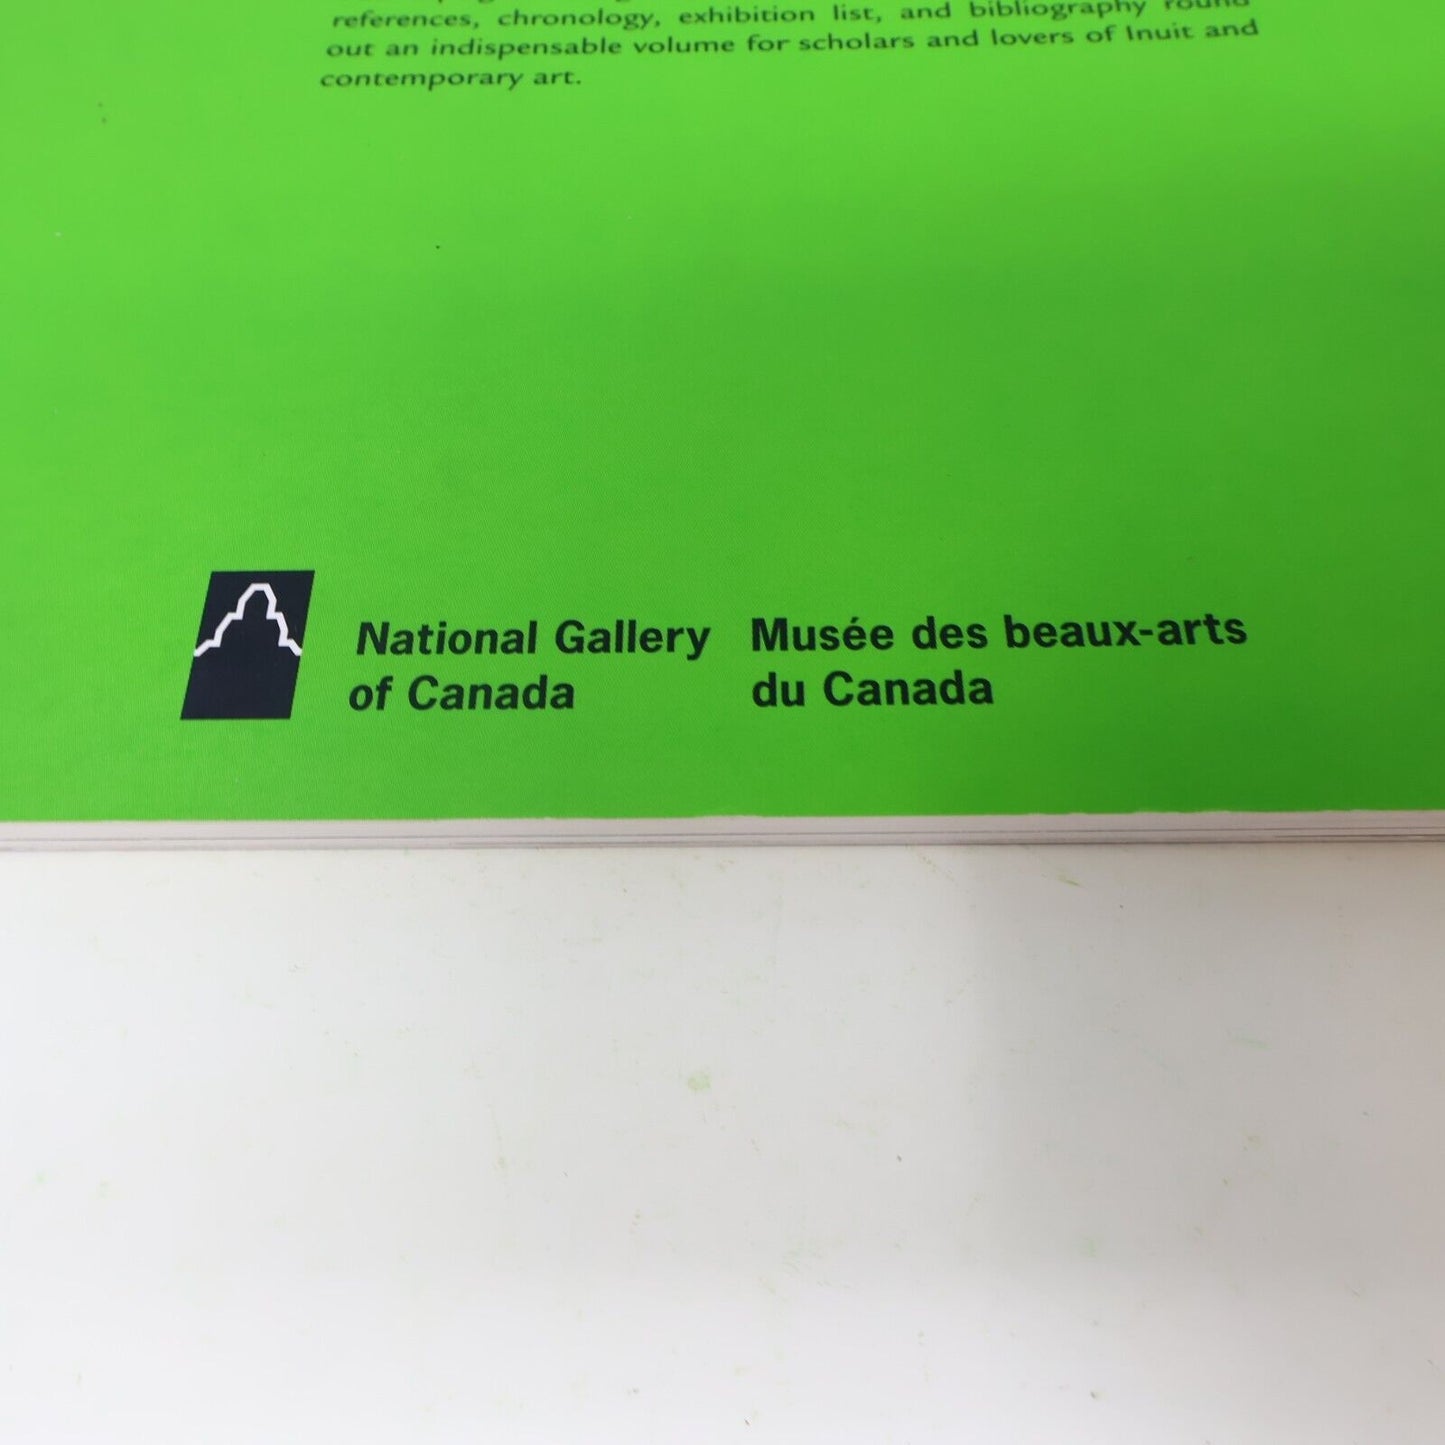 references, chronology, exhibition list, and bibliography round
out an indispensable volume for scholars and lovers of Inuit and
contemporary art.
National Gallery
of Canada
Musée des beaux-arts
du Canada